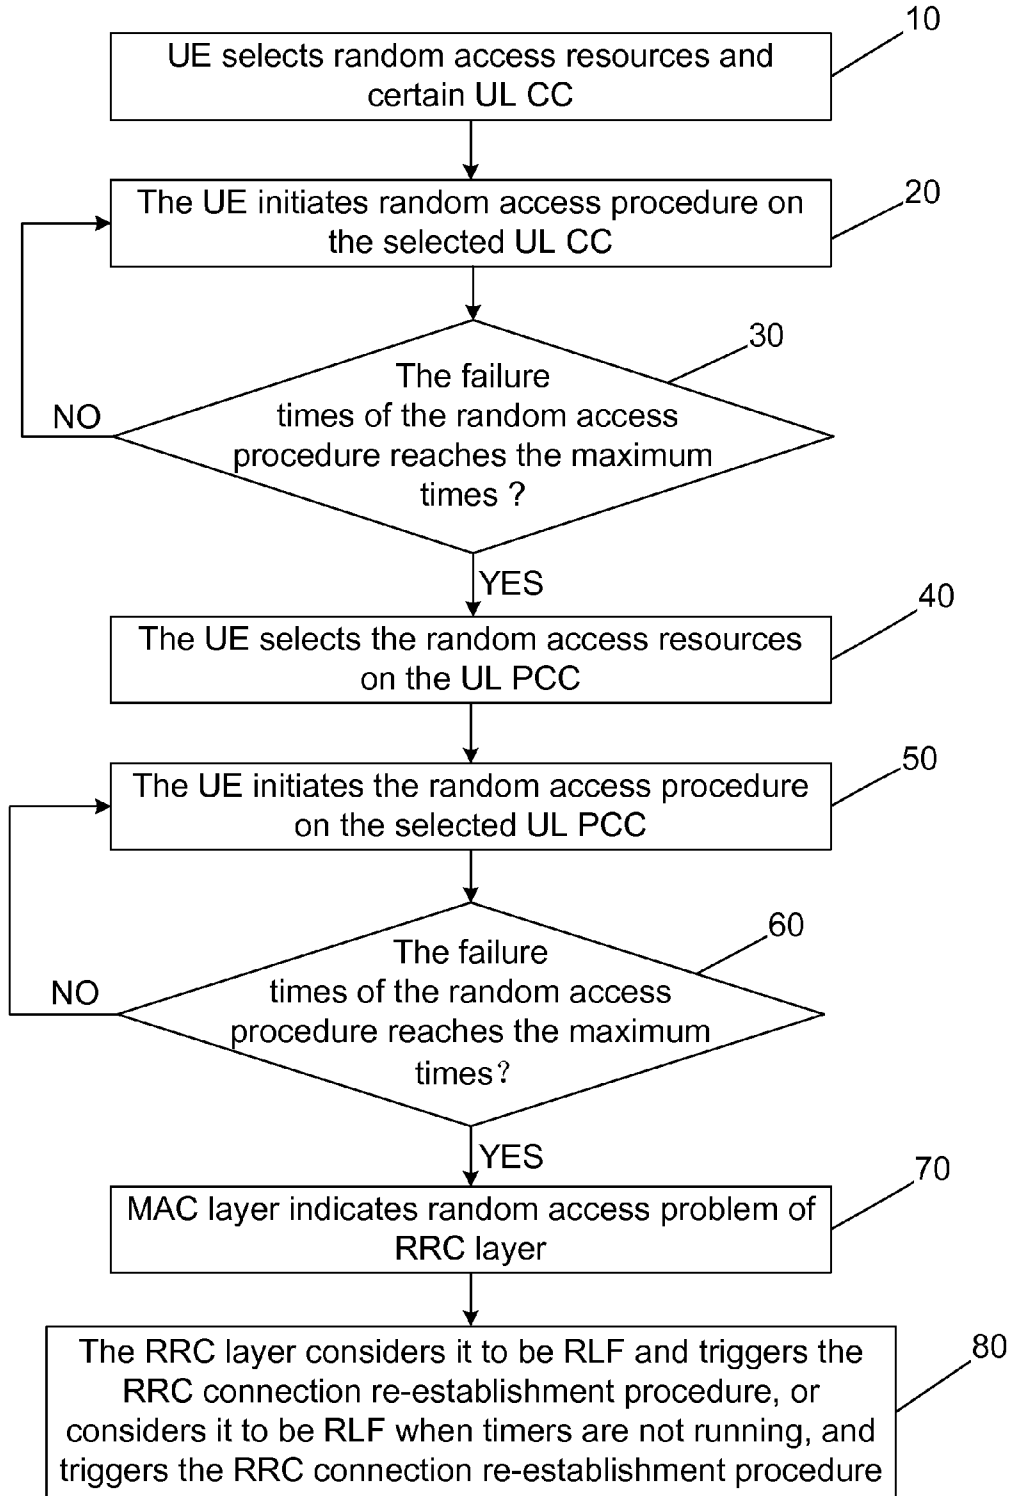 10
UE selects random access resources and
certain UL CC
20
The UE initiates random access procedure on
the selected UL CC
30
The failure
times of the random access
procedure reaches the maximum
times ?
NO
YES
40
The UE selects the random access resources
on the UL PCC
50
The UE initiates the random access procedure
on the selected UL PCC
60
The failure
times of the random access
procedure reaches the maximum
times?
NO
YES
70
MAC layer indicates random access problem of
RRC layer
80
The RRC layer considers it to be RLF and triggers the
RRC connection re-establishment procedure, or
considers it to be RLF when timers are not running, and
triggers the RRC connection re-establishment procedure